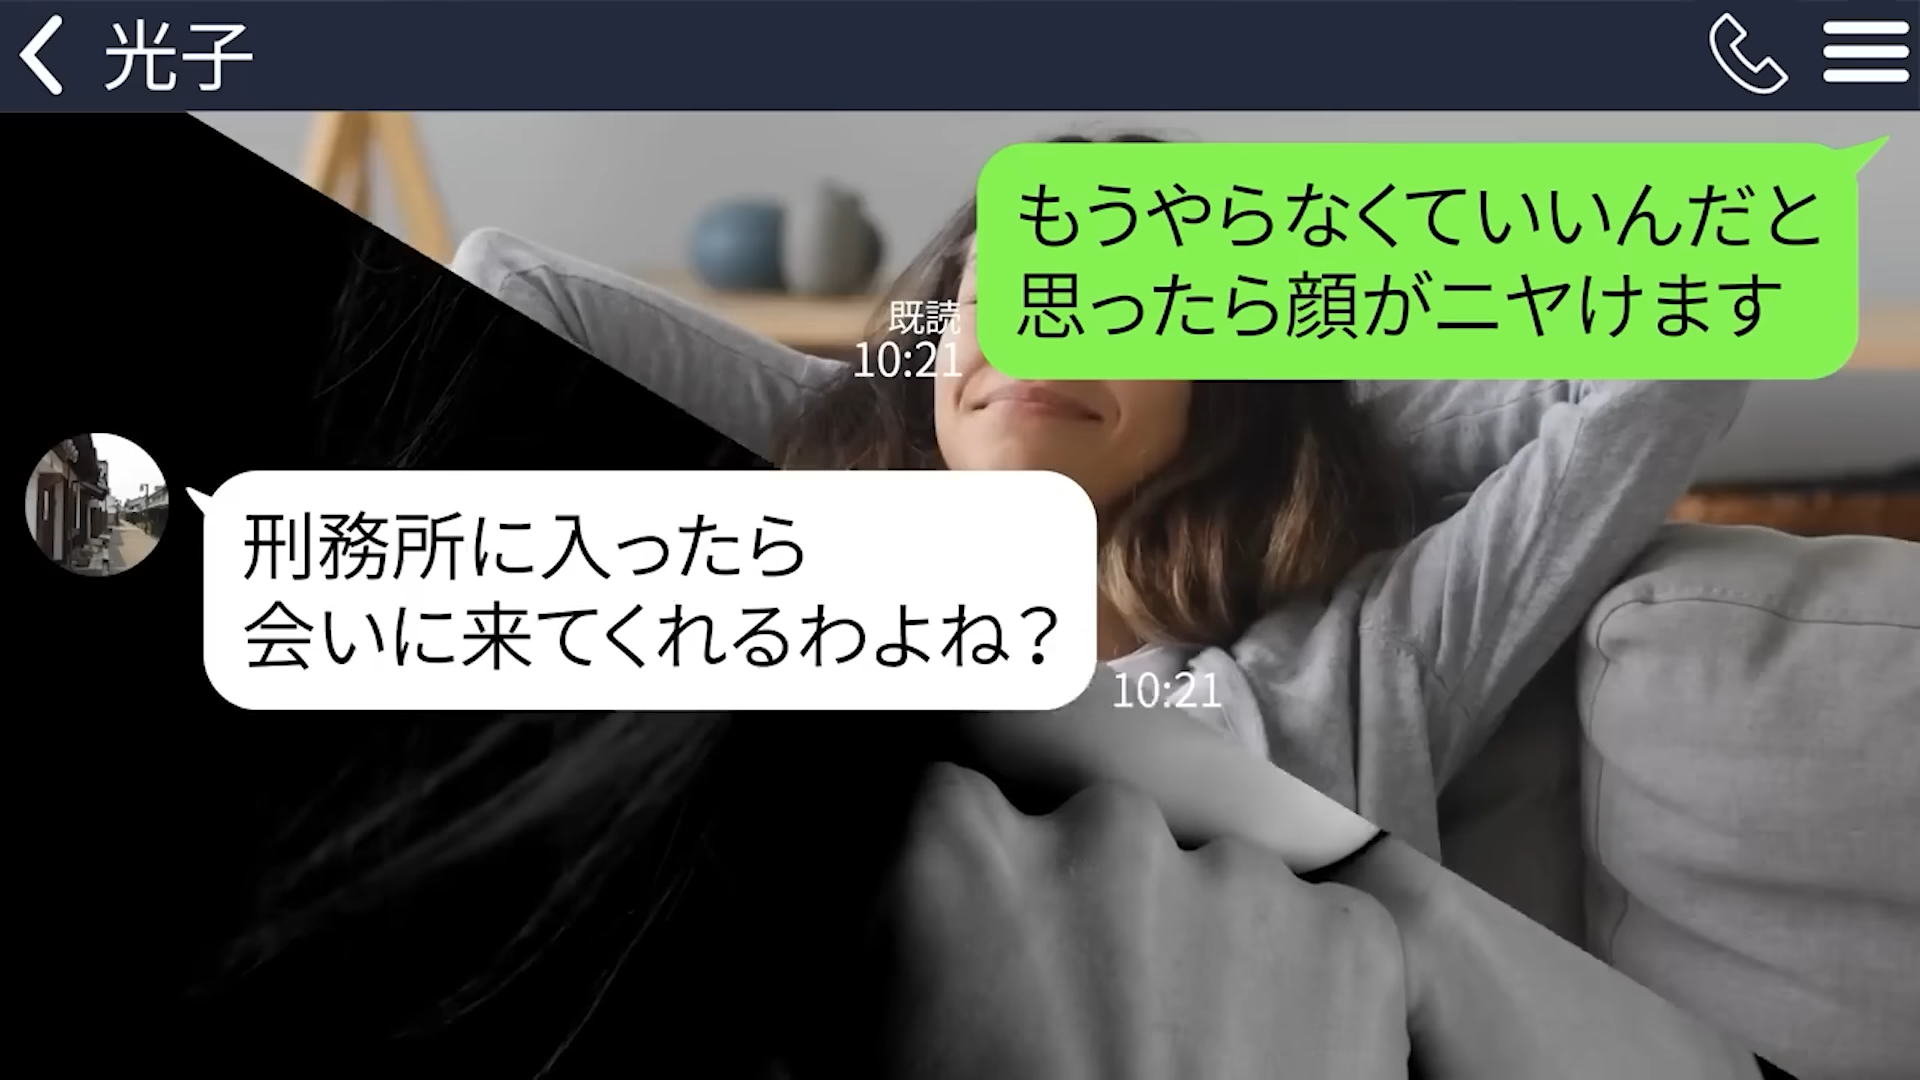 光子
もうやらなくていいんだと
思ったら顔がニヤけます
既読
10:21
刑務所に入ったら
会いに来てくれるわよね？
10:21